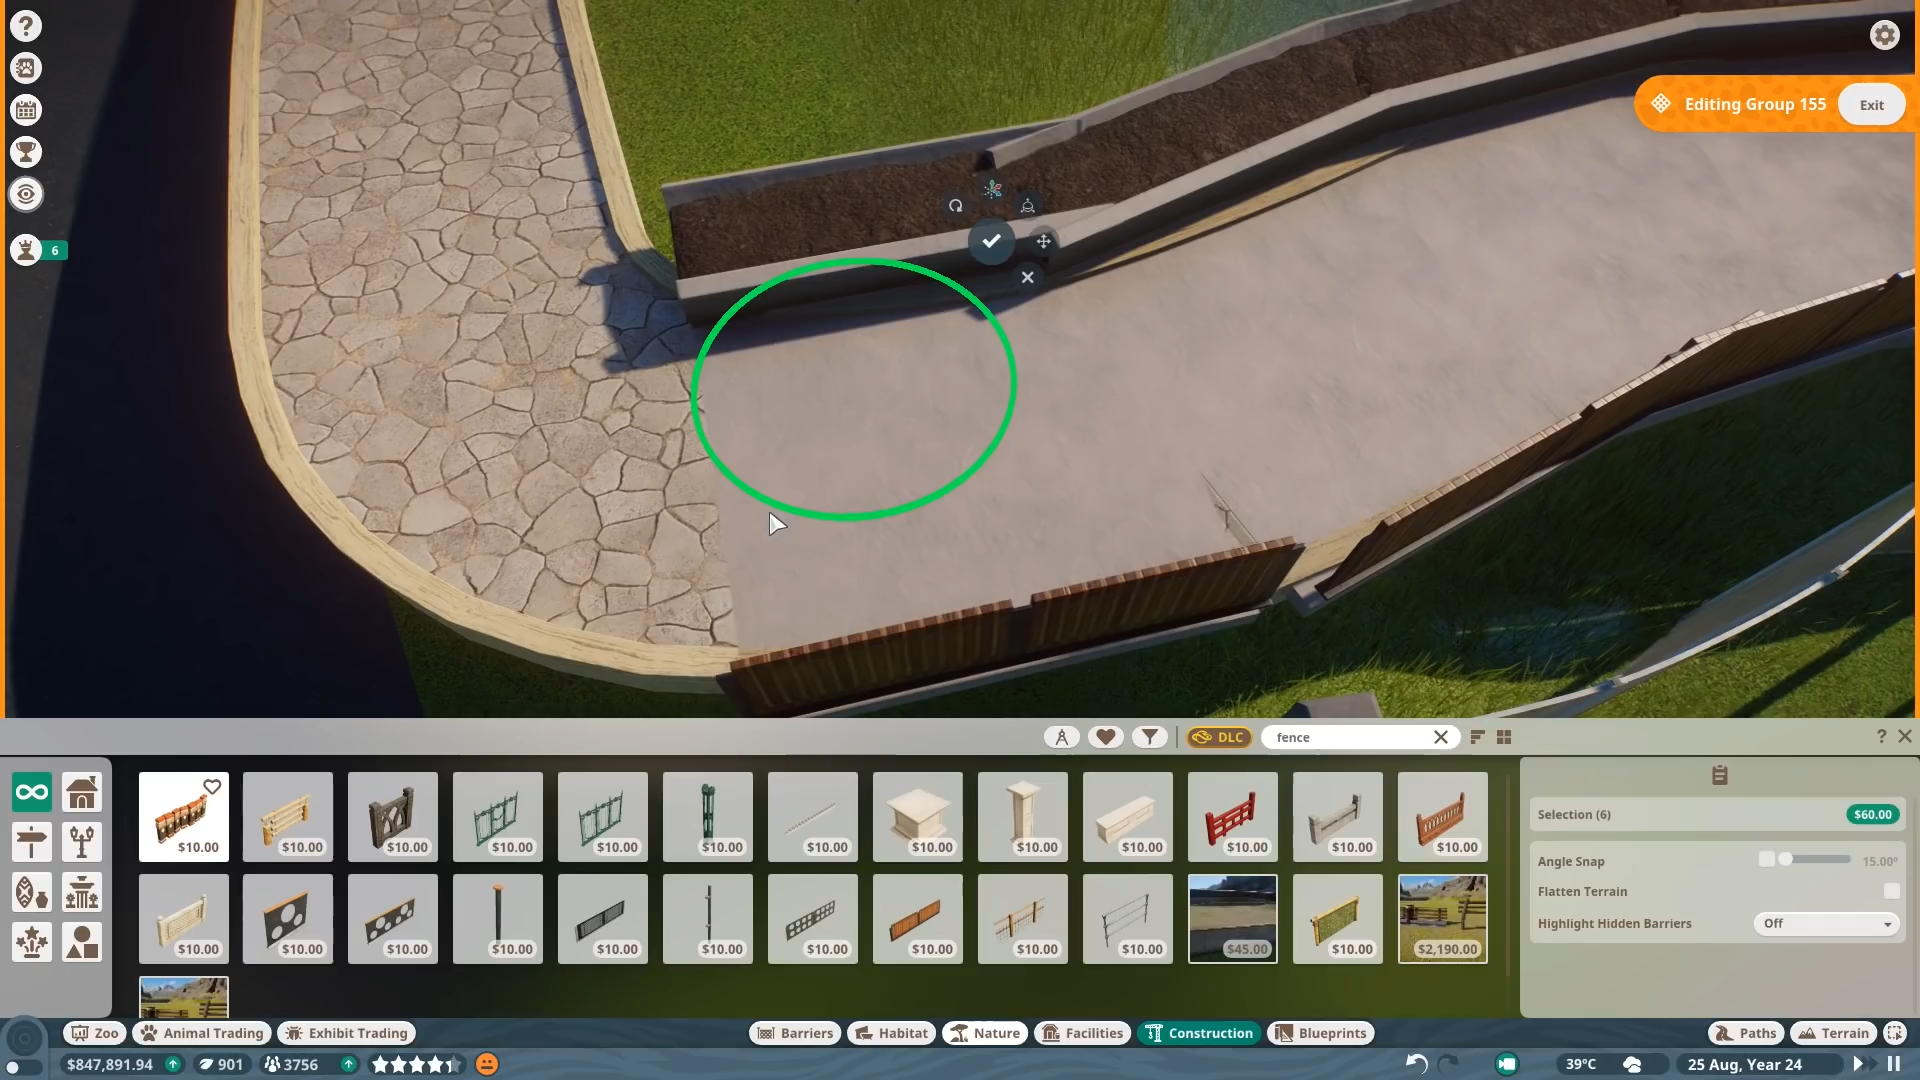 ?
6
Editing Group 155 Exit
DLC fence
? 
$10.00 $10.00 $10.00 $10.00 $10.00 $10.00 $10.00 $10.00 $10.00 $10.00 $10.00 $10.00 $10.00
Selection (6) $60.00
Angle Snap 15.00°
Flatten Terrain
Highlight Hidden Barriers Off
$10.00 $10.00 $10.00 $10.00 $10.00 $10.00 $10.00 $10.00 $10.00 $10.00 $45.00 $10.00 $2,190.00
Zoo Animal Trading Exhibit Trading Barriers Habitat Nature Facilities Construction Blueprints Paths Terrain
$847,891.94 901 3756 39°C 25 Aug, Year 24